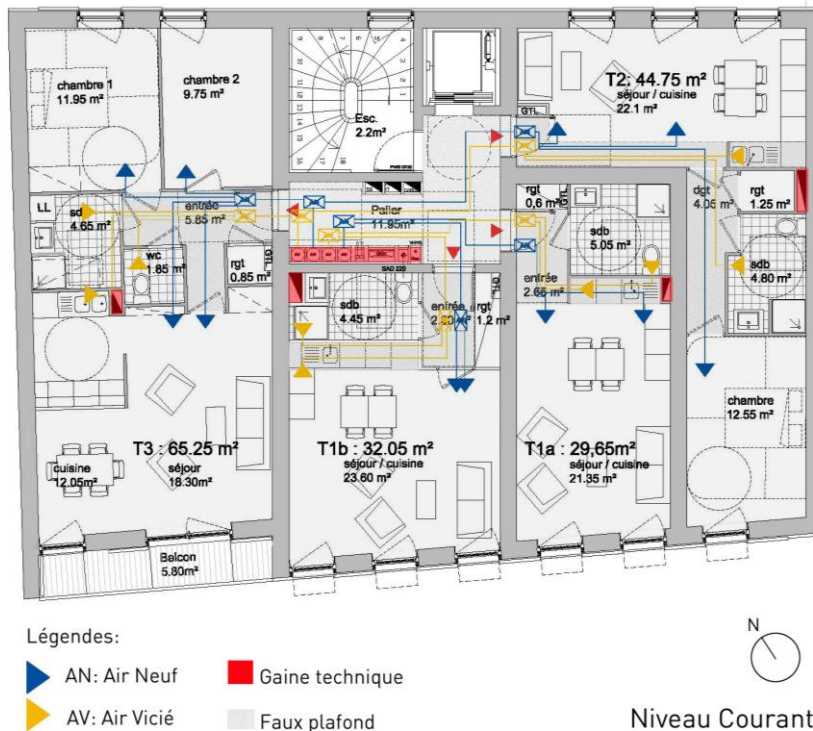 chambre 1
11.95 m²
chambre 2
9.75 m²
Esc.
2.2m²
T2: 44.75 m²
séjour / cuisine
22.1 m²
GTL
LL
sd
4.65 m²
entrée
5.85 m²
wc
1.85 m²
rgt
0.85 m²
GTL
Palier
11.95m²
rgt
0,6 m²
GTL
sdb
5.05 m²
dgt
4.05 m²
rgt
1.25 m²
sdb
4.80 m²
entrée
2.65 m²
sdb
4.45 m²
entrée
rgt
1.2 m²
GTL
chambre
12.55 m²
T3 : 65.25 m²
séjour
18.30m²
cuisine
12.05m²
T1b : 32.05 m²
séjour / cuisine
23.60 m²
T1a : 29,65m²
séjour / cuisine
21.35 m²
Balcon
5.80m²
Légendes:
AN: Air Neuf
Gaine technique
AV: Air Vicié
Faux plafond
N
Niveau Courant